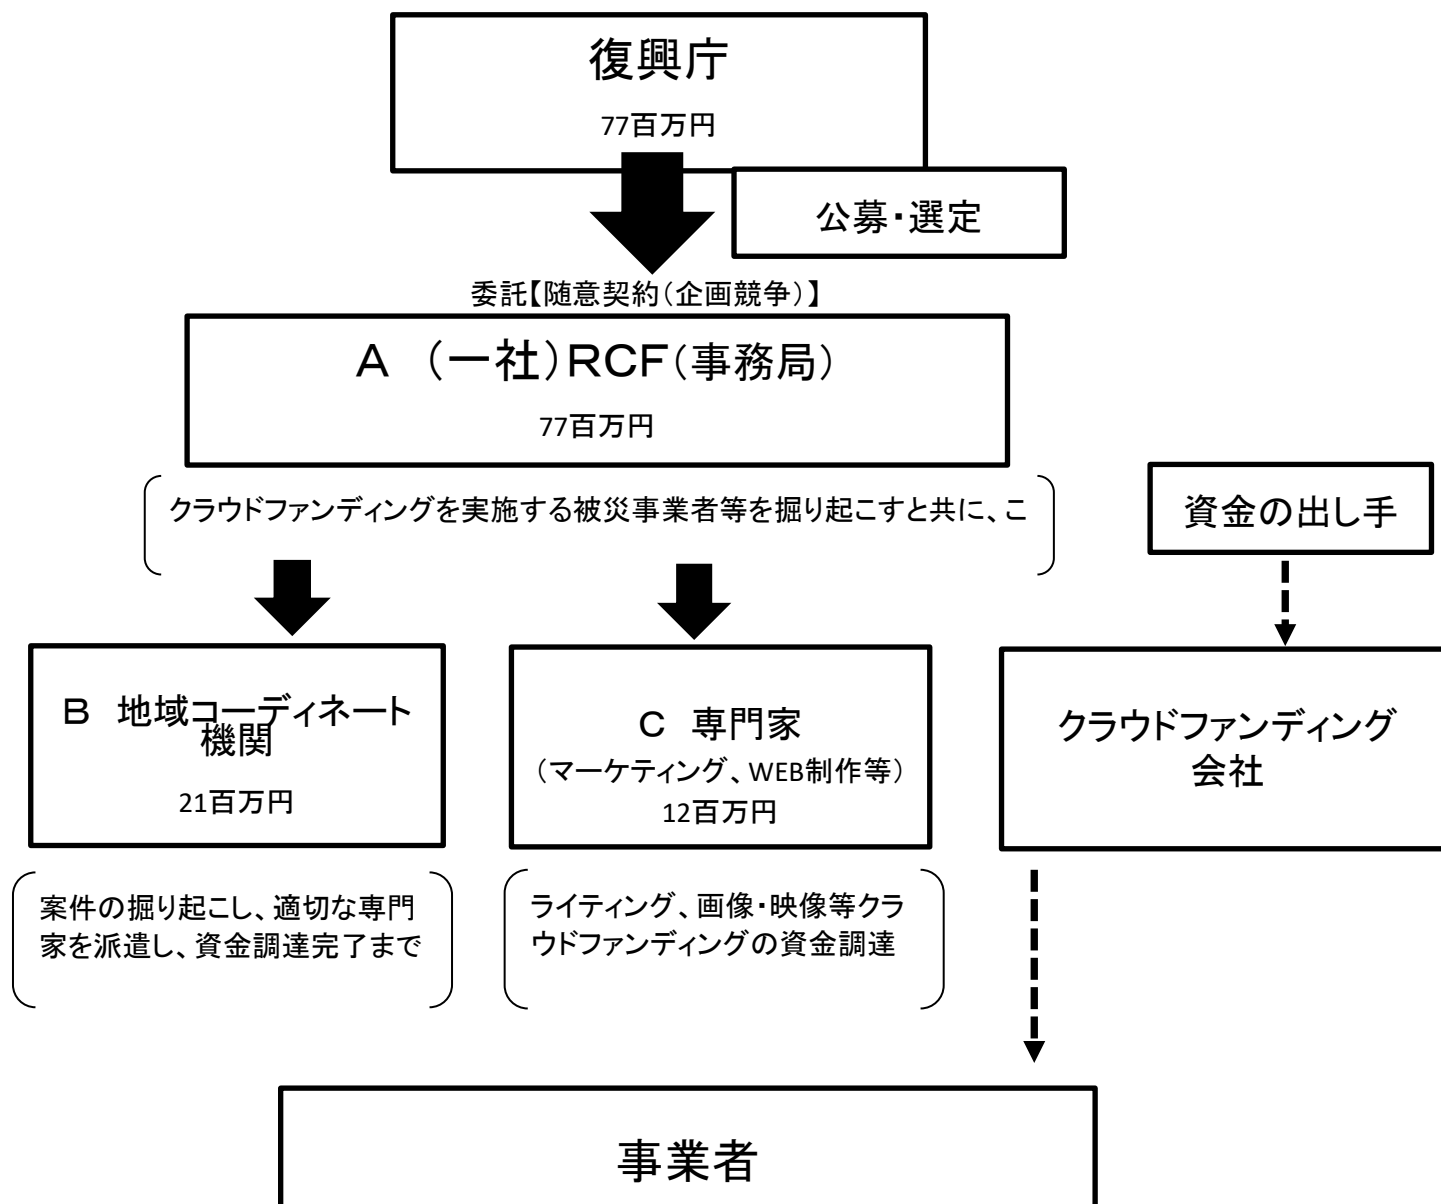 復興庁
77百万円
公募・選定
委託【随意契約（企画競争）】
A　（一社）RCF（事務局）
77百万円
クラウドファンディングを実施する被災事業者等を掘り起こすと共に、こ
資金の出し手
B　地域コーディネート
機関
21百万円
C　専門家
（マーケティング、WEB制作等）
12百万円
クラウドファンディング
会社
案件の掘り起こし、適切な専門
家を派遣し、資金調達完了まで
ライティング、画像・映像等クラ
ウドファンディングの資金調達
事業者